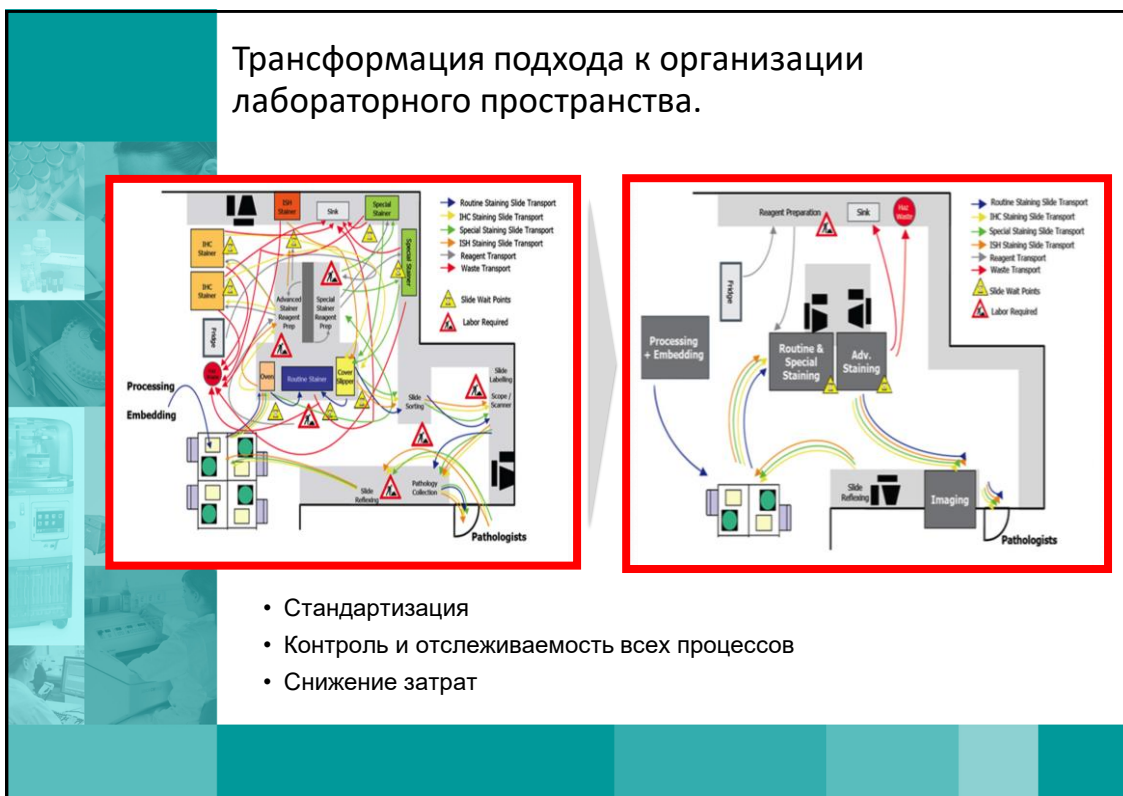 Трансформация подхода к организации
лабораторного пространства.
ISH
Stainer
Sink
Special
Stainer
Routine Staining Slide Transport
IHC Staining Slide Transport
Special Staining Slide Transport
ISH Staining Slide Transport
Reagent Transport
Waste Transport
Slide Wait Points
Labor Required
IHC
Stainer
IHC
Stainer
Special Stainer
Advanced
Stainer
Reagent
Prep
Special
Stainer
Reagent
Prep
Fridge
Processing
Embedding
Oven
Routine Stainer
Cover
Slipper
Slide
Sorting
Slide
Labelling
Scope /
Scanner
Slide
Reflexing
Pathology
Collection
Pathologists
Reagent Preparation
Sink
Haz
Waste
Routine Staining Slide Transport
IHC Staining Slide Transport
Special Staining Slide Transport
ISH Staining Slide Transport
Reagent Transport
Waste Transport
Slide Wait Points
Labor Required
Fridge
Processing
+ Embedding
Routine &
Special
Staining
Adv.
Staining
Slide
Reflexing
Imaging
Pathologists
• Стандартизация
• Контроль и отслеживаемость всех процессов
• Снижение затрат